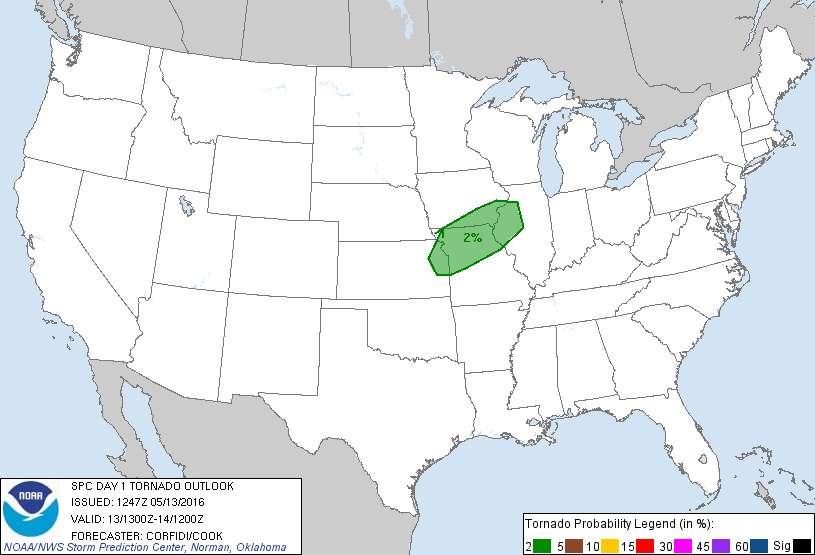 2%
NOAA
SPC DAY 1 TORNADO OUTLOOK
ISSUED: 1247Z 05/13/2016
VALID: 13/1300Z-14/1200Z
FORECASTER: CORFIDI/COOK
NOAA/NWS Storm Prediction Center, Norman, Oklahoma
Tornado Probability Legend (in %):
2 5 10 15 30 45 60 Sig